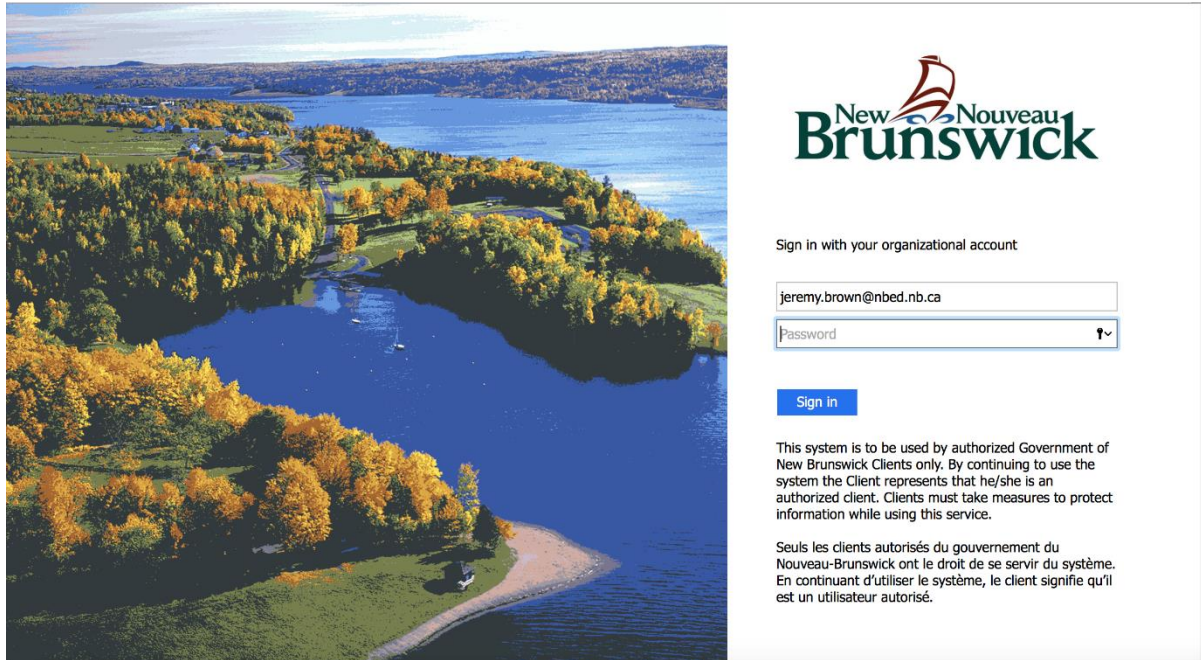 New Nouveau
Brunswick
Sign in with your organizational account
jeremy.brown@nbed.nb.ca
Password
Sign in
This system is to be used by authorized Government of
New Brunswick Clients only. By continuing to use the
system the Client represents that he/she is an
authorized client. Clients must take measures to protect
information while using this service.
Seuls les clients autorisés du gouvernement du
Nouveau-Brunswick ont le droit de se servir du système.
En continuant d'utiliser le système, le client signifie qu'il
est un utilisateur autorisé.